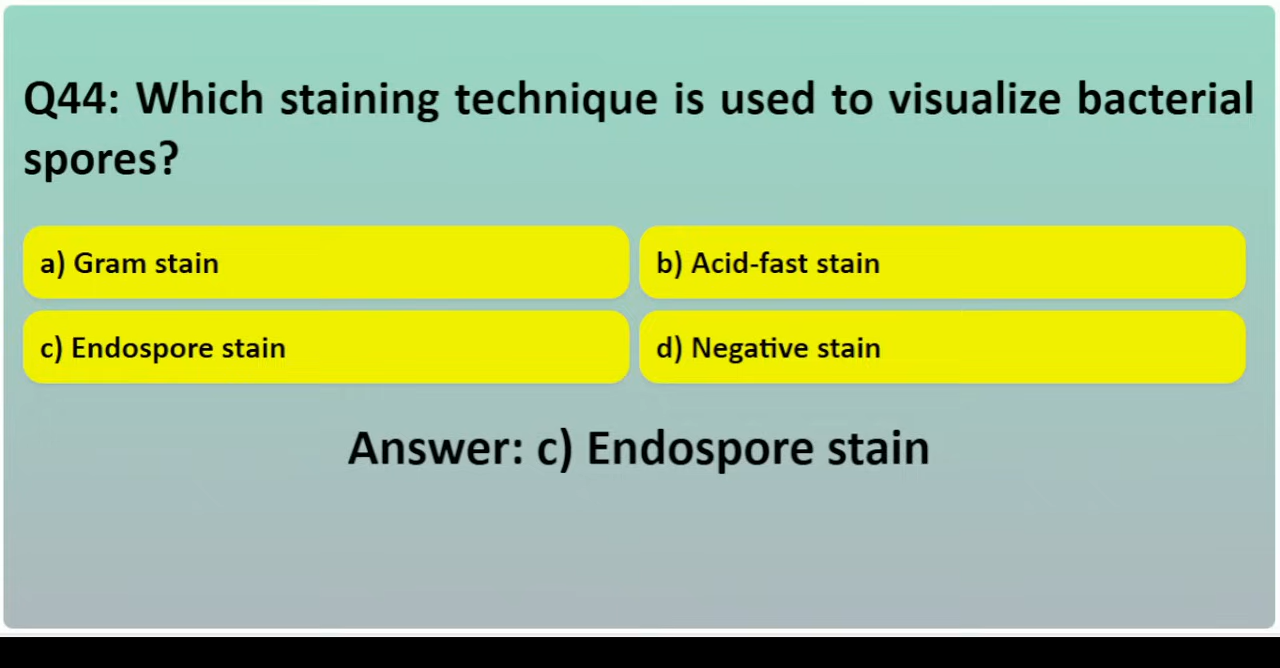 Q44: Which staining technique is used to visualize bacterial
spores?
a) Gram stain
b) Acid-fast stain
c) Endospore stain
d) Negative stain
Answer: c) Endospore stain